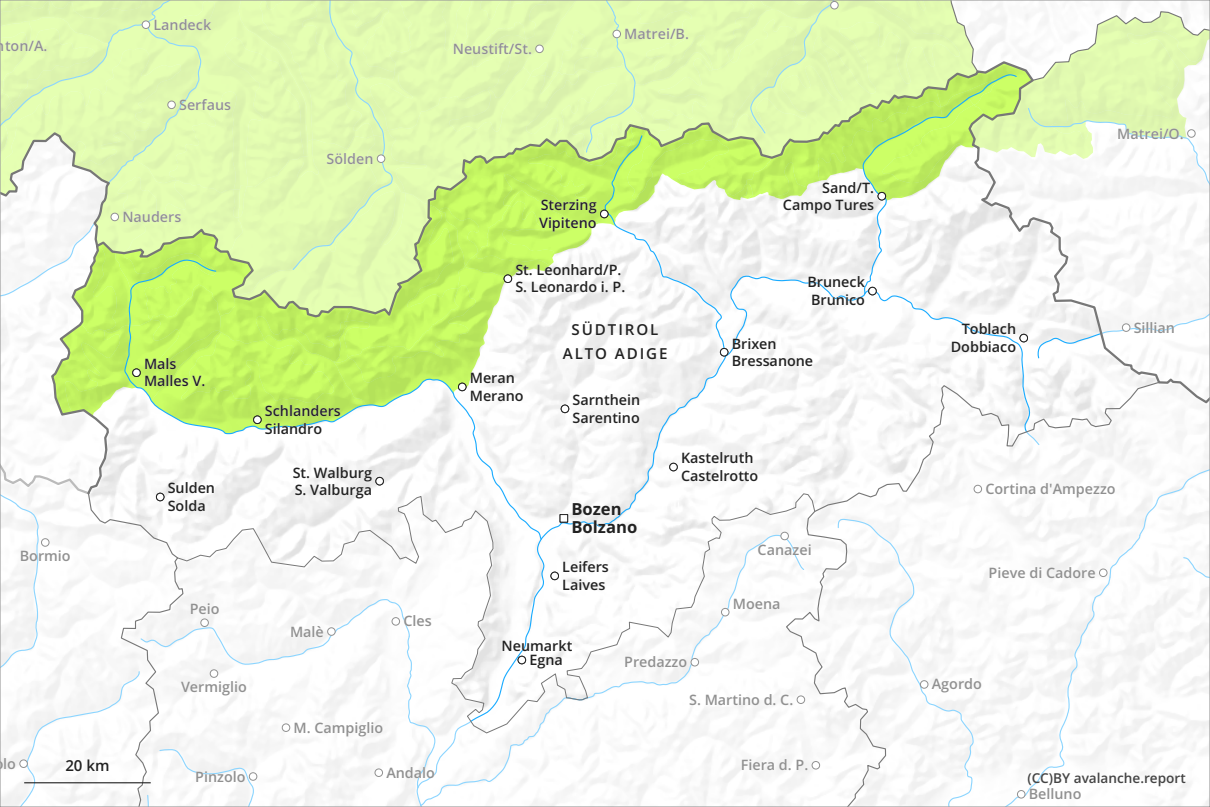 Landeck
nton/A.
Neustift/St.
Matrei/B.
Serfaus
Matrei/O.
Sölden
Sand/T.
Campo Tures
Nauders
Sterzing
Vipiteno
St. Leonhard/P.
S. Leonardo i. P.
Bruneck
Brunico
SÜDTIROL
ALTO ADIGE
Toblach
Dobbiaco
Sillian
Brixen
Bressanone
Mals
Malles V.
Meran
Merano
Sarnthein
Sarentino
Schlanders
Silandro
Kastelruth
Castelrotto
St. Walburg
S. Valburga
Sulden
Solda
Cortina d'Ampezzo
Bozen
Bolzano
Bormio
Canazei
Leifers
Laives
Pieve di Cadore
Peio
Moena
Malè
Cles
Neumarkt
Egna
Predazzo
Vermiglio
Agordo
S. Martino d. C.
M. Campiglio
olo
20 km
Pinzolo
Andalo
Fiera d. P.
(CC)BY avalanche.report
Belluno